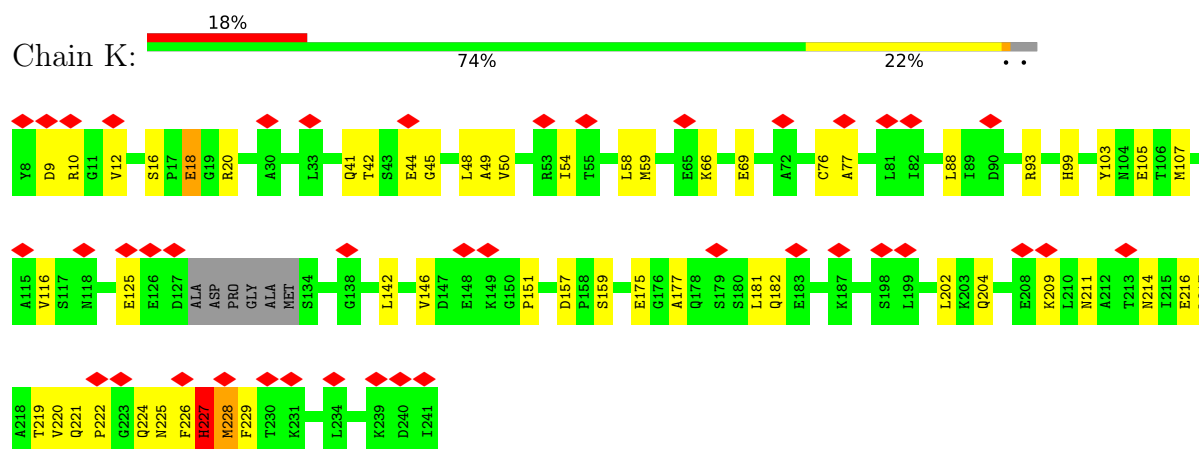 18%
Chain K:
74% 22% • •
Y8 D9 R10 G11 V12 S16 P17 E18 G19 R20 A30 L33 Q41 T42 S43 E44 G45 L48 A49 V50 R53 I54 T55 L58 M59 E65 K66 E69 A72 C76 A77 L81 I82 L88 I89 D90 R93 H99 Y103 N104 E105 T106 M107
A115 V116 S117 N118 E125 E126 D127 ALA ASP PRO GLY ALA MET S134 G138 L142 V146 D147 E148 K149 G150 P151 D157 P158 S159 E175 G176 A177 Q178 S179 S180 L181 Q182 E183 K187 S198 L199 L202 K203 Q204 E208 K209 L210 N211 A212 T213 N214 I215 E216
A218 T219 V220 Q221 P222 G223 Q224 N225 F226 H227 M228 F229 T230 K231 L234 K239 D240 I241